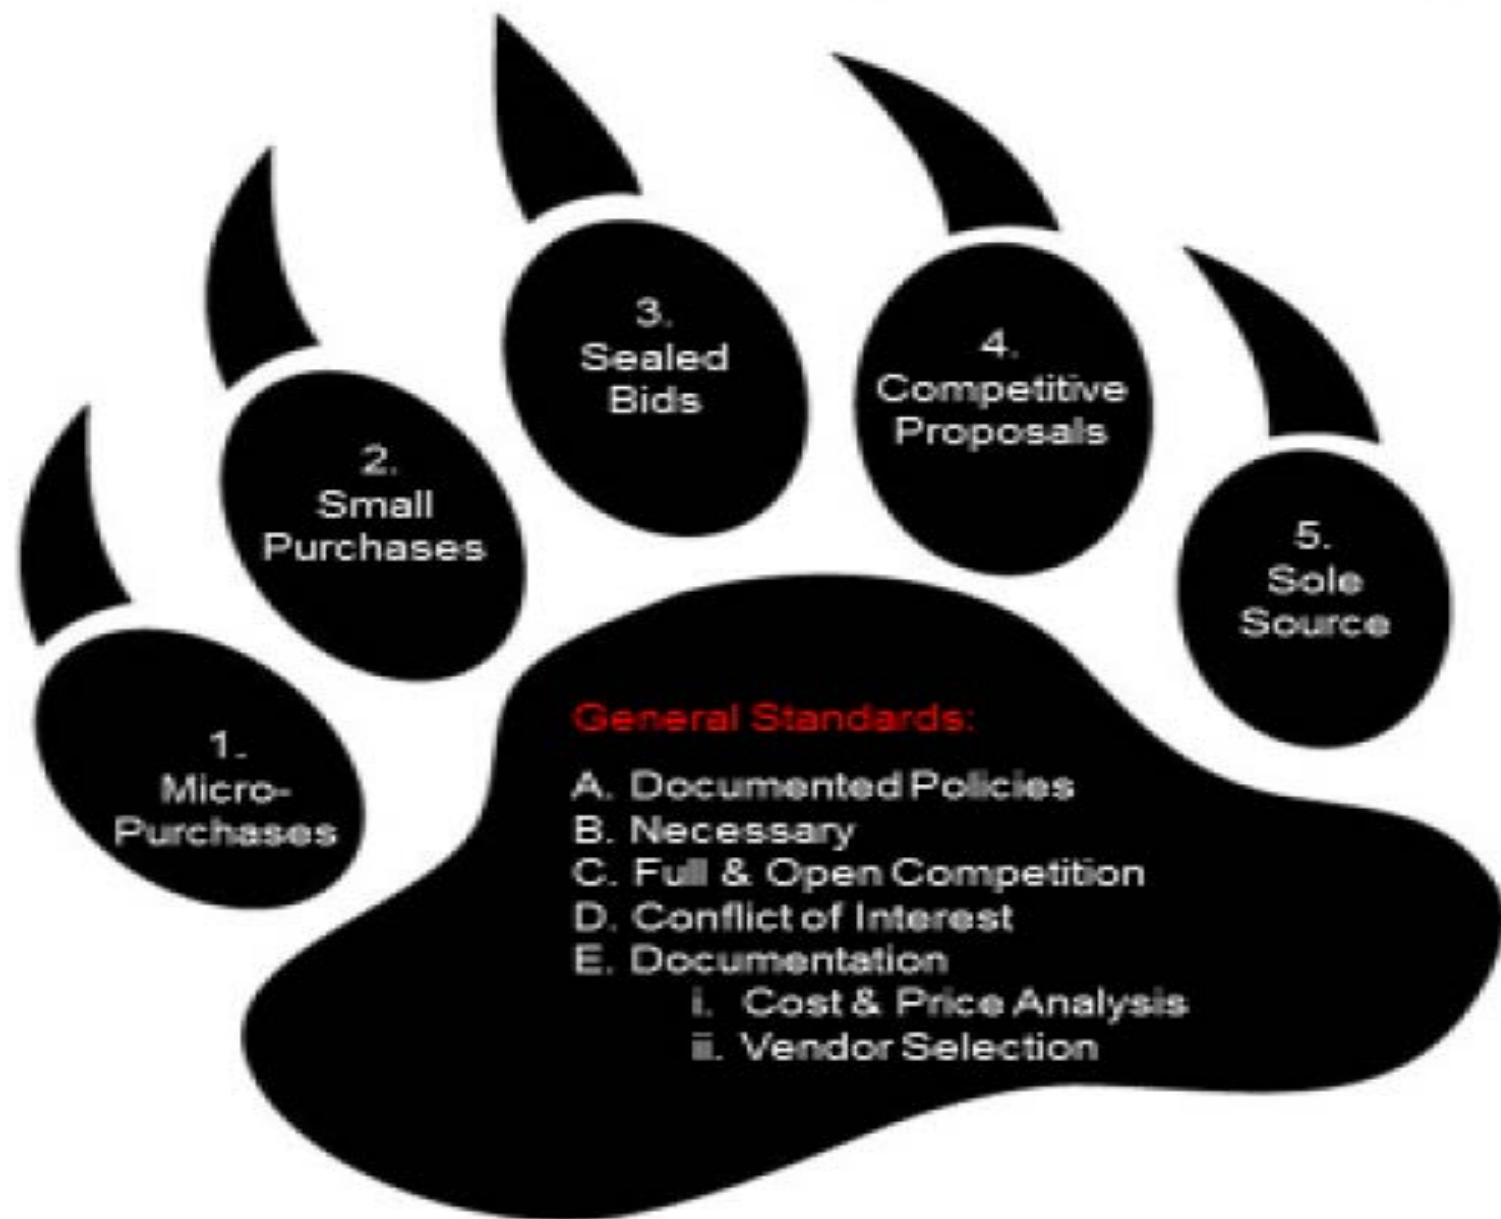 1.
Micro-
Purchases
2.
Small
Purchases
3.
Sealed
Bids
4.
Competitive
Proposals
5.
Sole
Source
General Standards:
A. Documented Policies
B. Necessary
C. Full & Open Competition
D. Conflict of Interest
E. Documentation
i. Cost & Price Analysis
ii. Vendor Selection